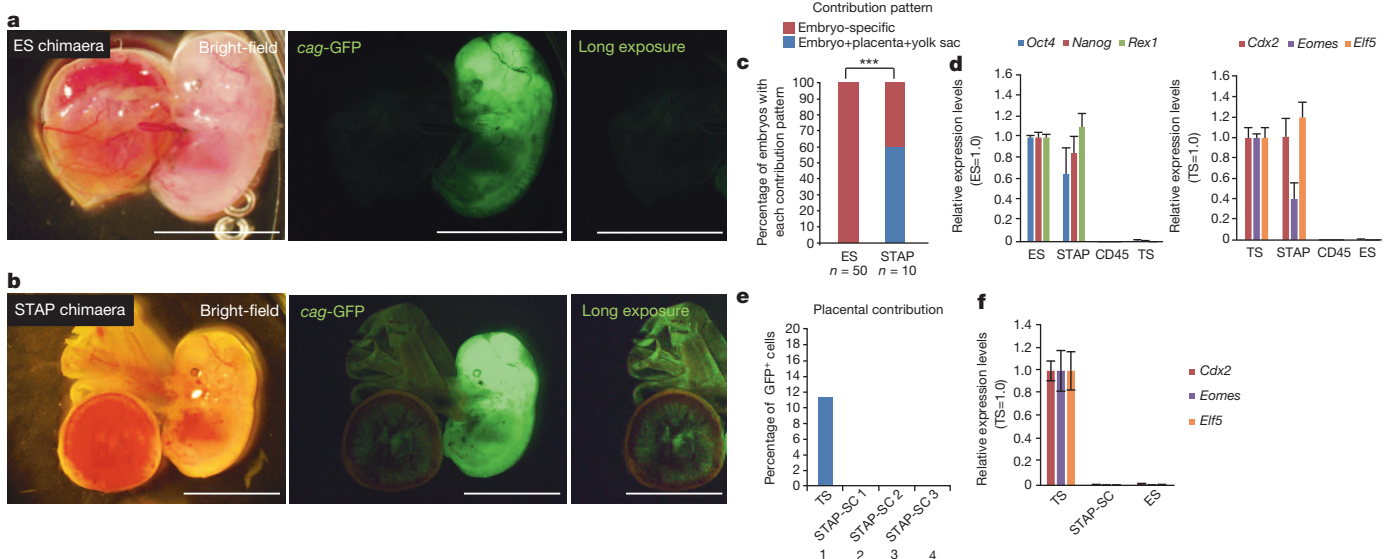 a
ES chimaera
Bright-field
cag-GFP
Long exposure
b
STAP chimaera
Bright-field
cag-GFP
Long exposure
Contribution pattern
Embryo-specific
Embryo+placenta+yolk sac
c
***
100
90
80
70
60
50
40
30
20
10
0
Percentage of embryos with
each contribution pattern
ES
n = 50
STAP
n = 10
d
Oct4 Nanog Rex1
1.6
1.4
1.2
1.0
0.8
0.6
0.4
0.2
0
Relative expression levels
(ES=1.0)
ES STAP CD45 TS
Cdx2 Eomes Elf5
1.6
1.4
1.2
1.0
0.8
0.6
0.4
0.2
0
Relative expression levels
(TS=1.0)
TS STAP CD45 ES
e
Placental contribution
20
18
16
14
12
10
8
6
4
2
0
Percentage of GFP+ cells
TS
STAP-SC 1
STAP-SC 2
STAP-SC 3
1 2 3 4
f
1.4
1.2
1.0
0.8
0.6
0.4
0.2
0
Relative expression levels
(TS=1.0)
TS
STAP-SC
ES
Cdx2
Eomes
Elf5